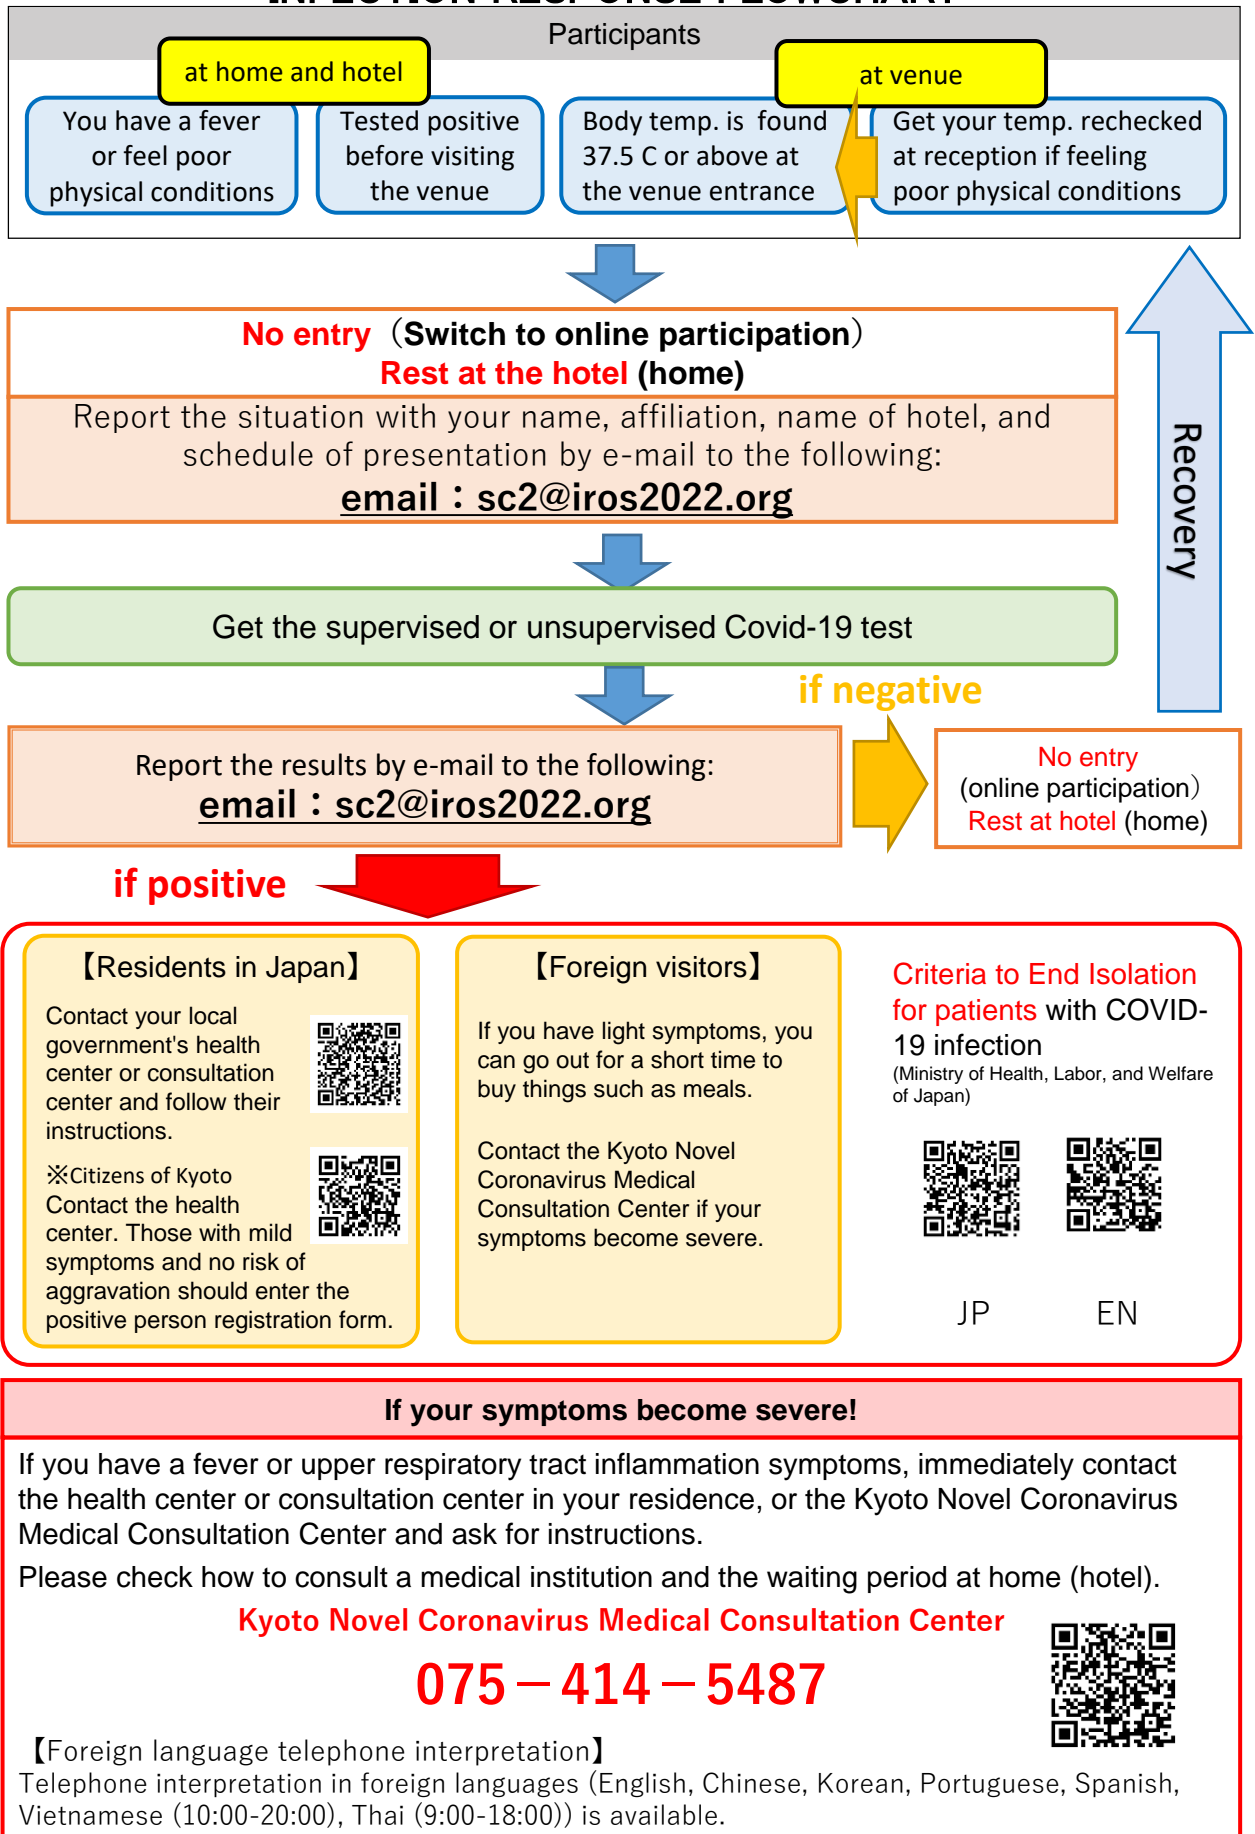 INFECTION RESPONSE FLOWCHART
Participants
at home and hotel
at venue
You have a fever
or feel poor
physical conditions
Tested positive
before visiting
the venue
Body temp. is found
37.5 C or above at
the venue entrance
Get your temp. rechecked
at reception if feeling
poor physical conditions
No entry（Switch to online participation）
Rest at the hotel (home)
Report the situation with your name, affiliation, name of hotel, and
schedule of presentation by e-mail to the following:
email：sc2@iros2022.org
Recovery
Get the supervised or unsupervised Covid-19 test
if negative
Report the results by e-mail to the following:
email：sc2@iros2022.org
No entry
(online participation）
Rest at hotel (home)
if positive
【Residents in Japan】
Contact your local
government's health
center or consultation
center and follow their
instructions.
※Citizens of Kyoto
Contact the health
center. Those with mild
symptoms and no risk of
aggravation should enter the
positive person registration form.
【Foreign visitors】
If you have light symptoms, you
can go out for a short time to
buy things such as meals.
Contact the Kyoto Novel
Coronavirus Medical
Consultation Center if your
symptoms become severe.
Criteria to End Isolation
for patients with COVID-
19 infection
(Ministry of Health, Labor, and Welfare
of Japan)
JP
EN
If your symptoms become severe!
If you have a fever or upper respiratory tract inflammation symptoms, immediately contact
the health center or consultation center in your residence, or the Kyoto Novel Coronavirus
Medical Consultation Center and ask for instructions.
Please check how to consult a medical institution and the waiting period at home (hotel).
Kyoto Novel Coronavirus Medical Consultation Center
075－414－5487
【Foreign language telephone interpretation】
Telephone interpretation in foreign languages (English, Chinese, Korean, Portuguese, Spanish,
Vietnamese (10:00-20:00), Thai (9:00-18:00)) is available.